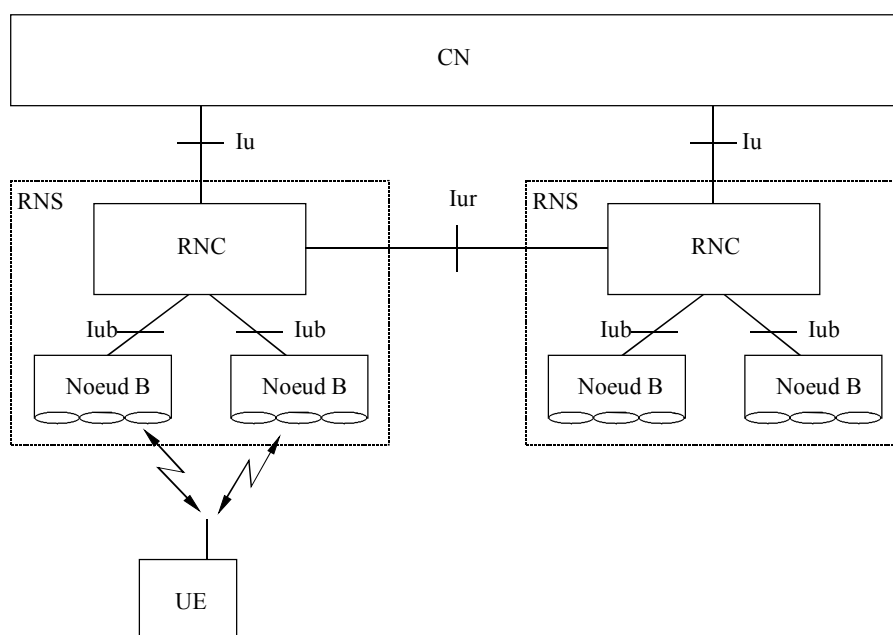 CN
Iu
Iu
RNS
Iur
RNS
RNC
RNC
Iub
Iub
Iub
Iub
Noeud B
Noeud B
Noeud B
Noeud B
UE